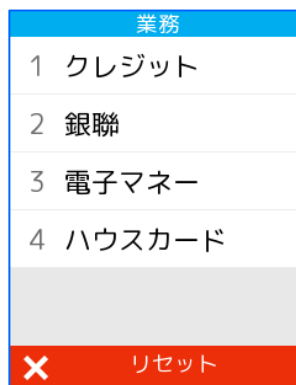 業務
1 クレジット
2 銀聯
3 電子マネー
4 ハウスカード
リセット